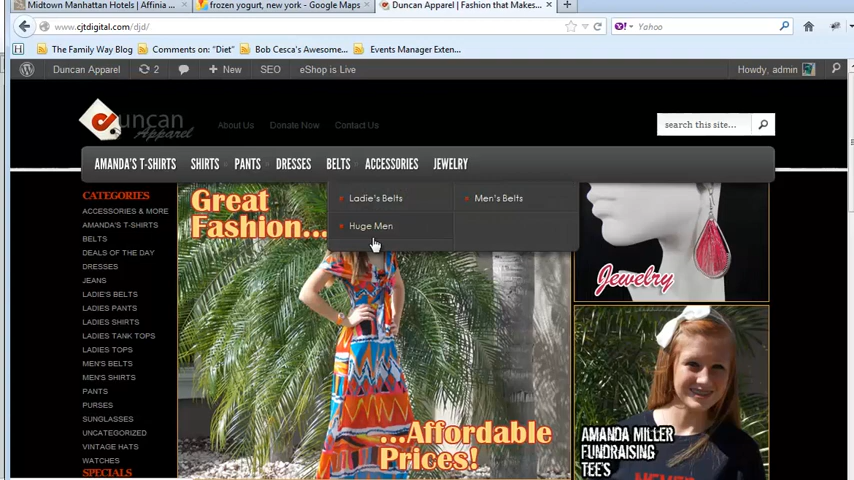 Midtown Manhattan Hotels | Affinia ...
frozen yogurt, new york - Google Maps
Duncan Apparel | Fashion that Makes...
www.cjtdigital.com/djd/
Yahoo
The Family Way Blog
Comments on: "Diet"
Bob Cesca's Awesome...
Events Manager Exten...
Duncan Apparel
2
+ New
SEO
eShop is Live
Howdy, admin
duncan
Apparel
About Us
Donate Now
Contact Us
search this site...
AMANDA'S T-SHIRTS
SHIRTS
PANTS
DRESSES
BELTS
ACCESSORIES
JEWELRY
Ladie's Belts
Men's Belts
Huge Men
CATEGORIES
ACCESSORIES & MORE
AMANDA'S T-SHIRTS
BELTS
DEALS OF THE DAY
DRESSES
JEANS
LADIE'S BELTS
LADIES PANTS
LADIES SHIRTS
LADIES TANK TOPS
LADIES TOPS
MEN'S BELTS
MEN'S SHIRTS
PANTS
PURSES
SUNGLASSES
UNCATEGORIZED
VINTAGE HATS
WATCHES
SPECIALS
Great
Fashion...
...Affordable
Prices!
Jewelry
AMANDA MILLER
FUNDRAISING
TEE'S
NEVER